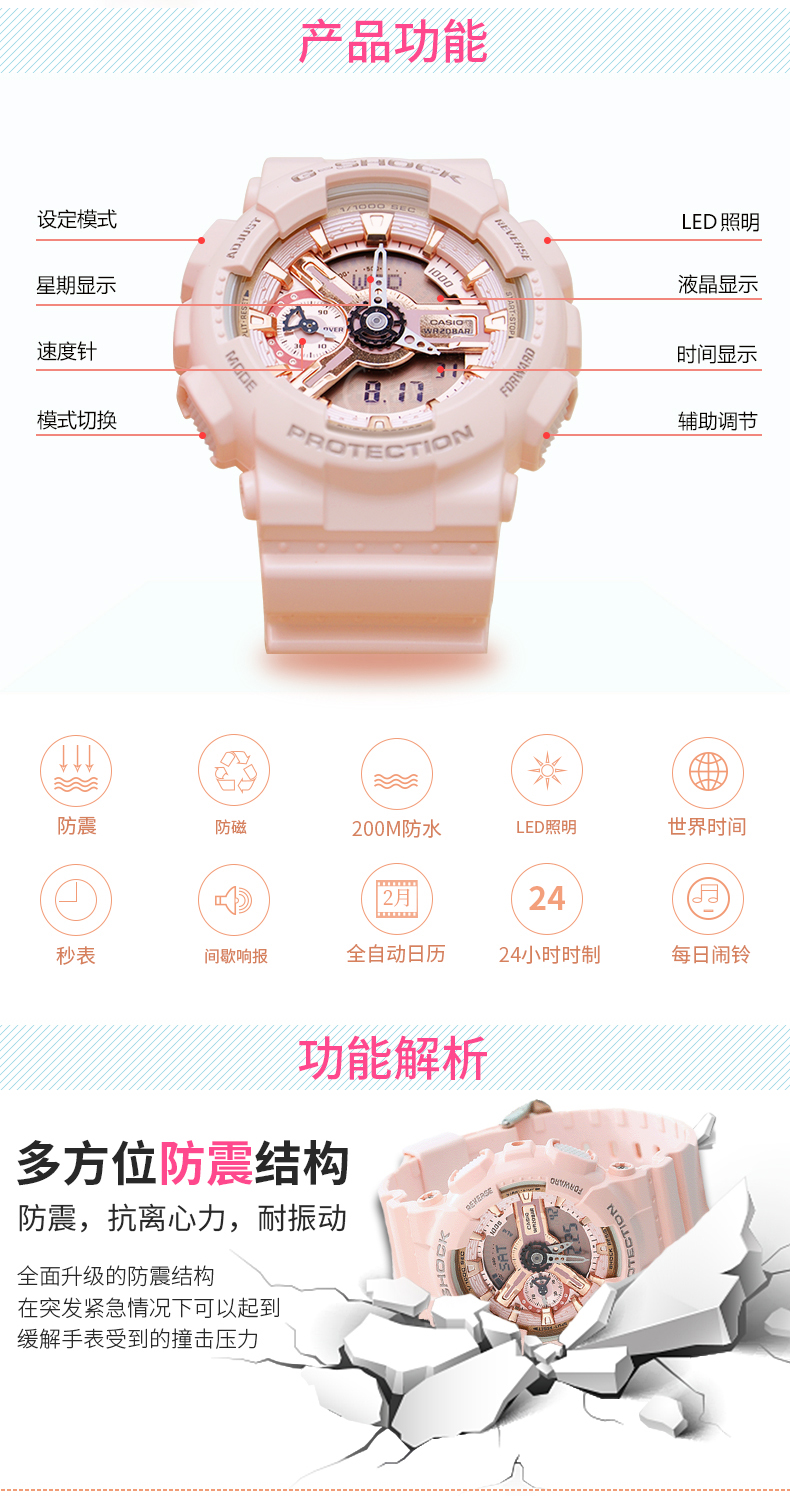 产品功能
G-SHOCK
1/1000 SEC
ADJUST
REVERSE
设定模式
LED 照明
星期显示
液晶显示
速度针
时间显示
模式切换
辅助调节
1000
START·STOP
90
OVER
CASIO
WR20BAR
31
8.17
MODE
FORWARD
PROTECTION
防震
防磁
200M防水
LED照明
世界时间
2月
24
秒表
间歇响报
全自动日历
24小时时制
每日闹铃
功能解析
多方位防震结构
防震，抗离心力，耐振动
全面升级的防震结构
在突发紧急情况下可以起到
缓解手表受到的撞击压力
REVERSE
FORWARD
1000
CASIO
SAT
SHOCK